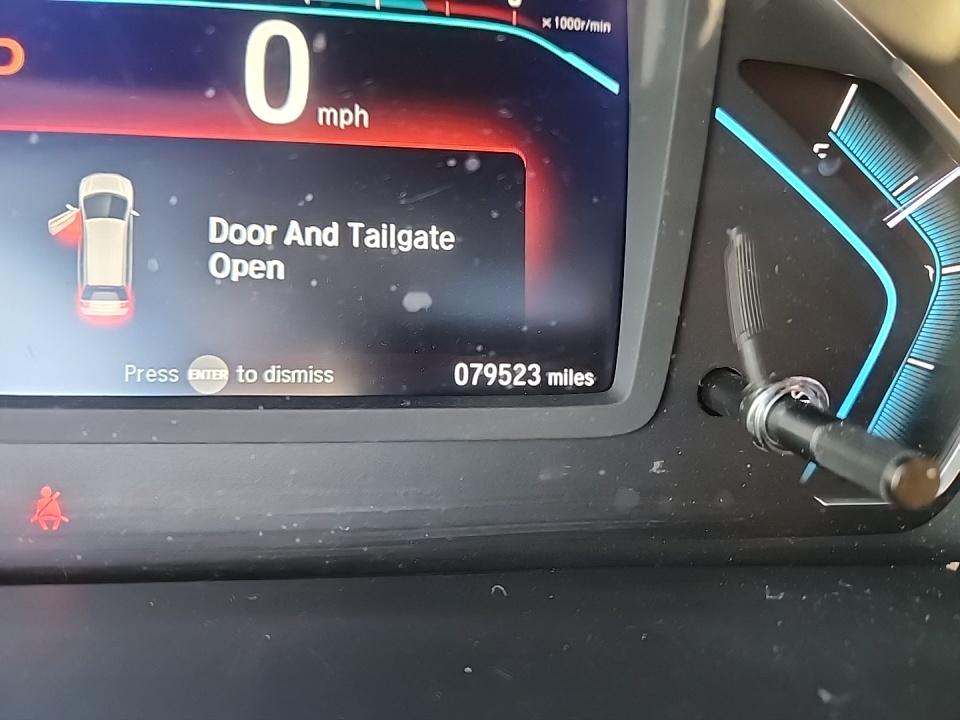 x 1000r/min
0 mph
Door And Tailgate
Open
Press ENTER to dismiss
079523 miles